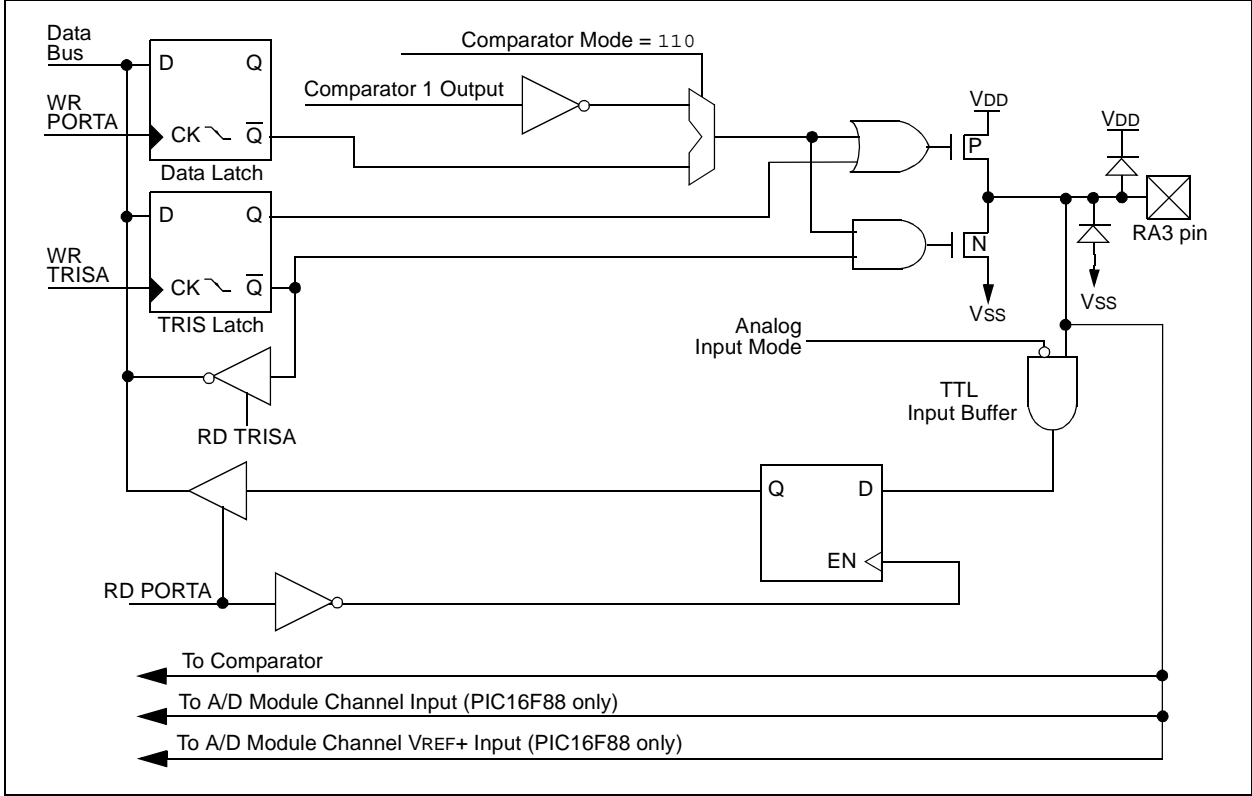 Data
Bus
Comparator Mode = 110
D Q
Comparator 1 Output
WR
PORTA
CK Q
Data Latch
VDD
VDD
P
D Q
RA3 pin
WR
TRISA
N
CK Q
TRIS Latch
VSS
VSS
Analog
Input Mode
TTL
Input Buffer
RD TRISA
Q D
EN
RD PORTA
To Comparator
To A/D Module Channel Input (PIC16F88 only)
To A/D Module Channel VREF+ Input (PIC16F88 only)